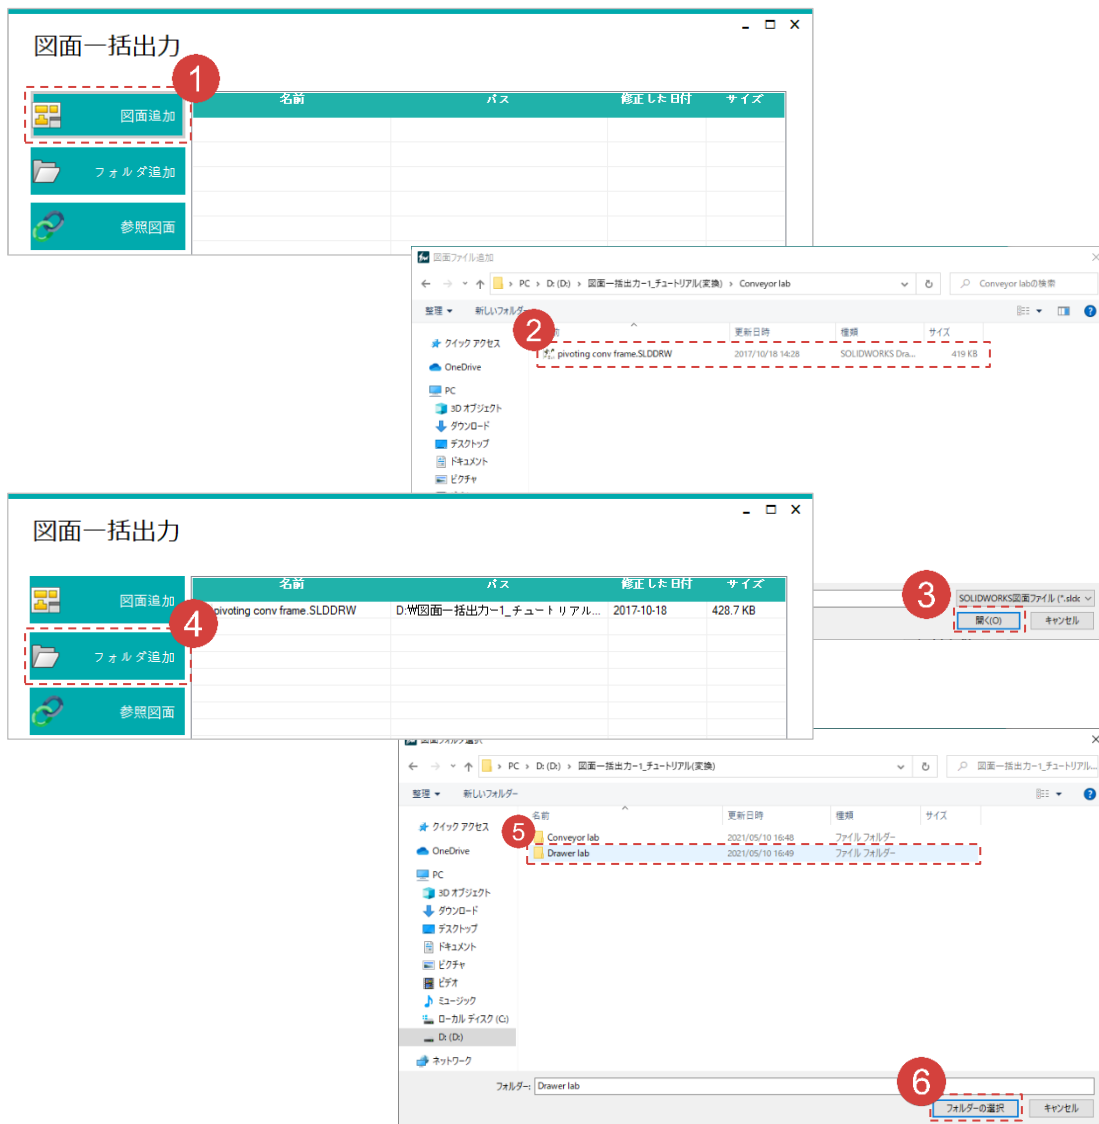 図面一括出力
1
名前 パス 修正した日付 サイズ
図面追加
フォルダ追加
参照図面
図面ファイル追加
PC › D: (D:) › 図面一括出力-1_チュートリアル(変換) › Conveyor lab
Conveyor labの検索
整理 新しいフォルダー
2
更新日時 種類 サイズ
クイック アクセス
pivoting conv frame.SLDDRW 2017/10/18 14:28 SOLIDWORKS Dra... 419 KB
OneDrive
PC
3D オブジェクト
ダウンロード
デスクトップ
ドキュメント
ピクチャ
図面一括出力
名前 パス 修正した日付 サイズ
図面追加
pivoting conv frame.SLDDRW D:₩図面一括出力-1_チュートリアル... 2017-10-18 428.7 KB
3
SOLIDWORKS図面ファイル (*.sldc
開く(O) キャンセル
4
フォルダ追加
参照図面
図面フォルダ選択
PC › D: (D:) › 図面一括出力-1_チュートリアル(変換)
図面一括出力-1_チュートリアル...
整理 新しいフォルダー
名前 更新日時 種類 サイズ
クイック アクセス
5
Conveyor lab 2021/05/10 16:48 ファイル フォルダー
Drawer lab 2021/05/10 16:49 ファイル フォルダー
OneDrive
PC
3D オブジェクト
ダウンロード
デスクトップ
ドキュメント
ピクチャ
ビデオ
ミュージック
ローカル ディスク (C:)
D: (D:)
ネットワーク
フォルダー: Drawer lab
6
フォルダーの選択 キャンセル